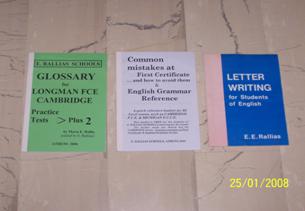 E. RALLIAS SCHOOLS
GLOSSARY
for
LONGMAN FCE
CAMBRIDGE
Practice
Tests > Plus 2
Common
mistakes at
First Certificate
...and how to avoid them
&
English Grammar
Reference
LETTER
WRITING
for Students
of English
E.E.Rallias
25/01/2008